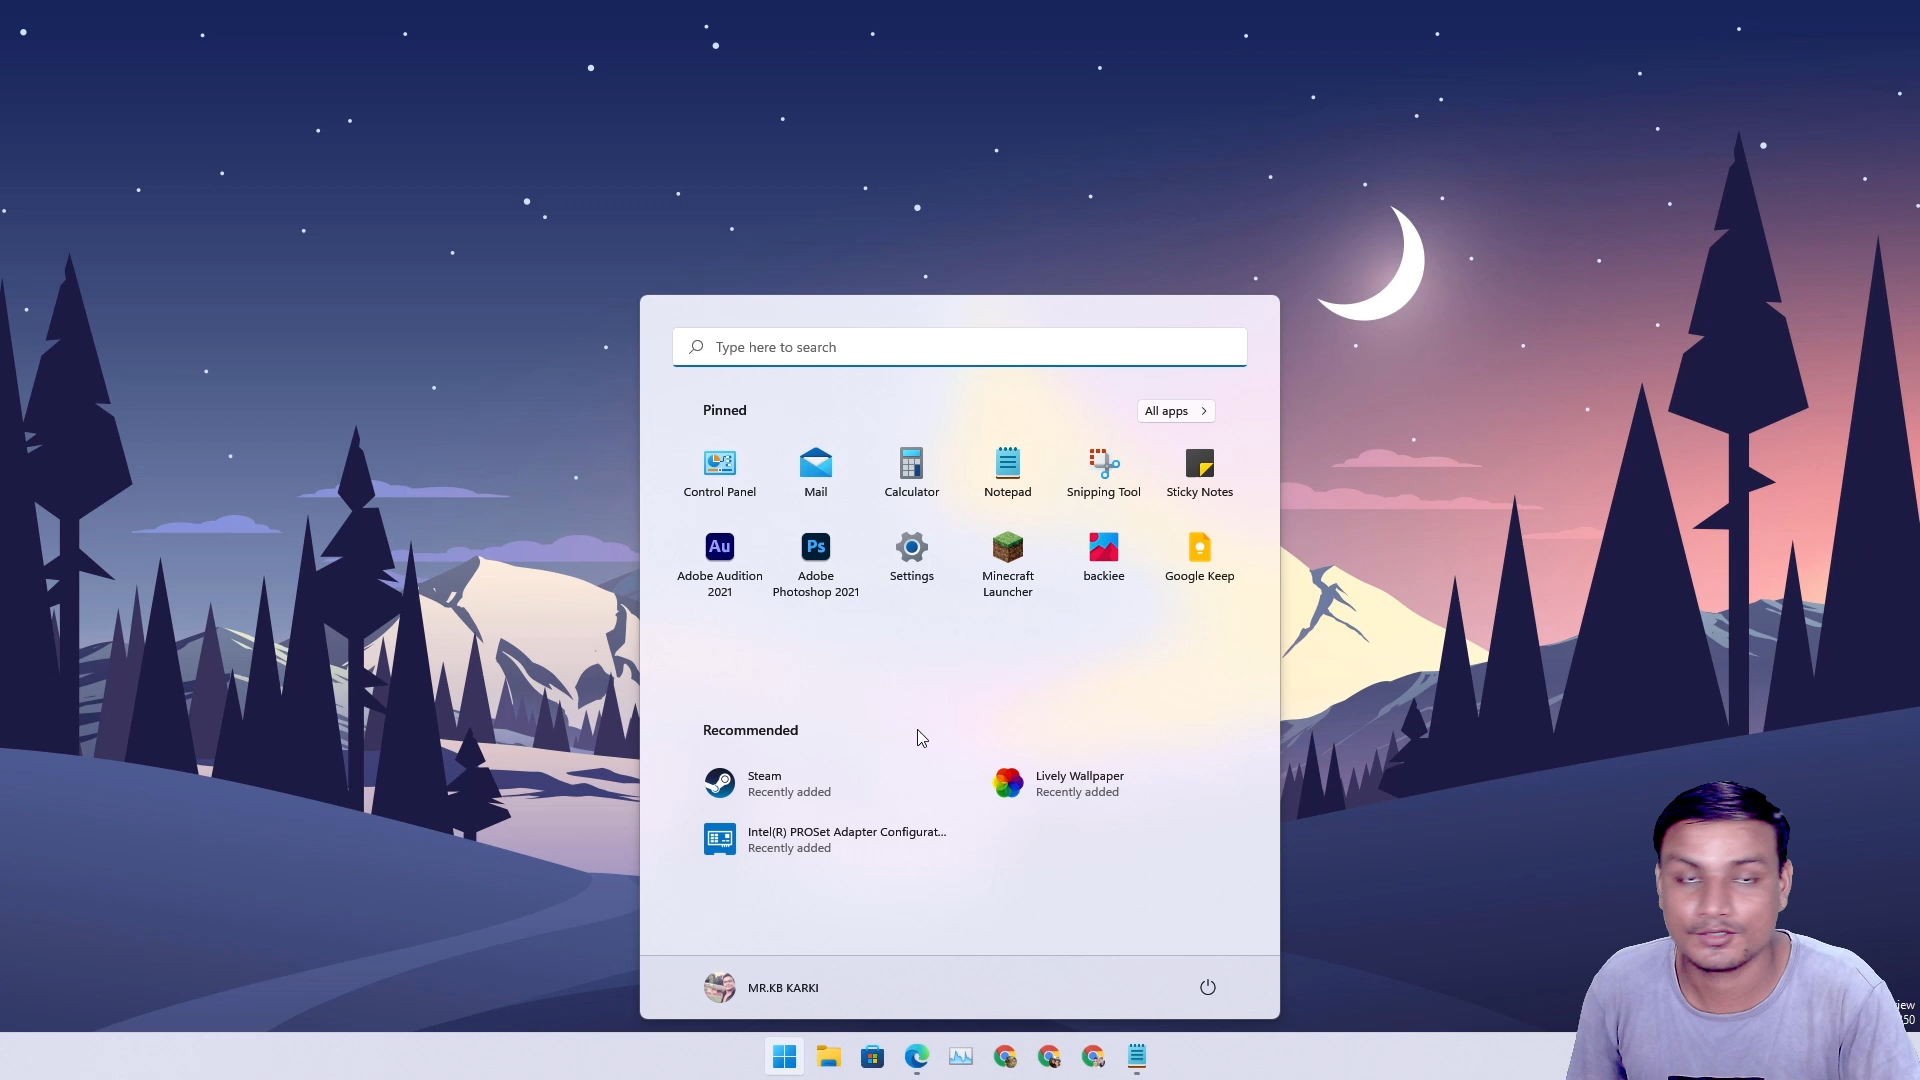 Type here to search
Pinned
All apps
Control Panel
Mail
Calculator
Notepad
Snipping Tool
Sticky Notes
Au
Ps
Adobe Audition
2021
Adobe
Photoshop 2021
Settings
Minecraft
Launcher
backiee
Google Keep
Recommended
Steam
Recently added
Lively Wallpaper
Recently added
Intel(R) PROSet Adapter Configurat...
Recently added
MR.KB KARKI
iew
50